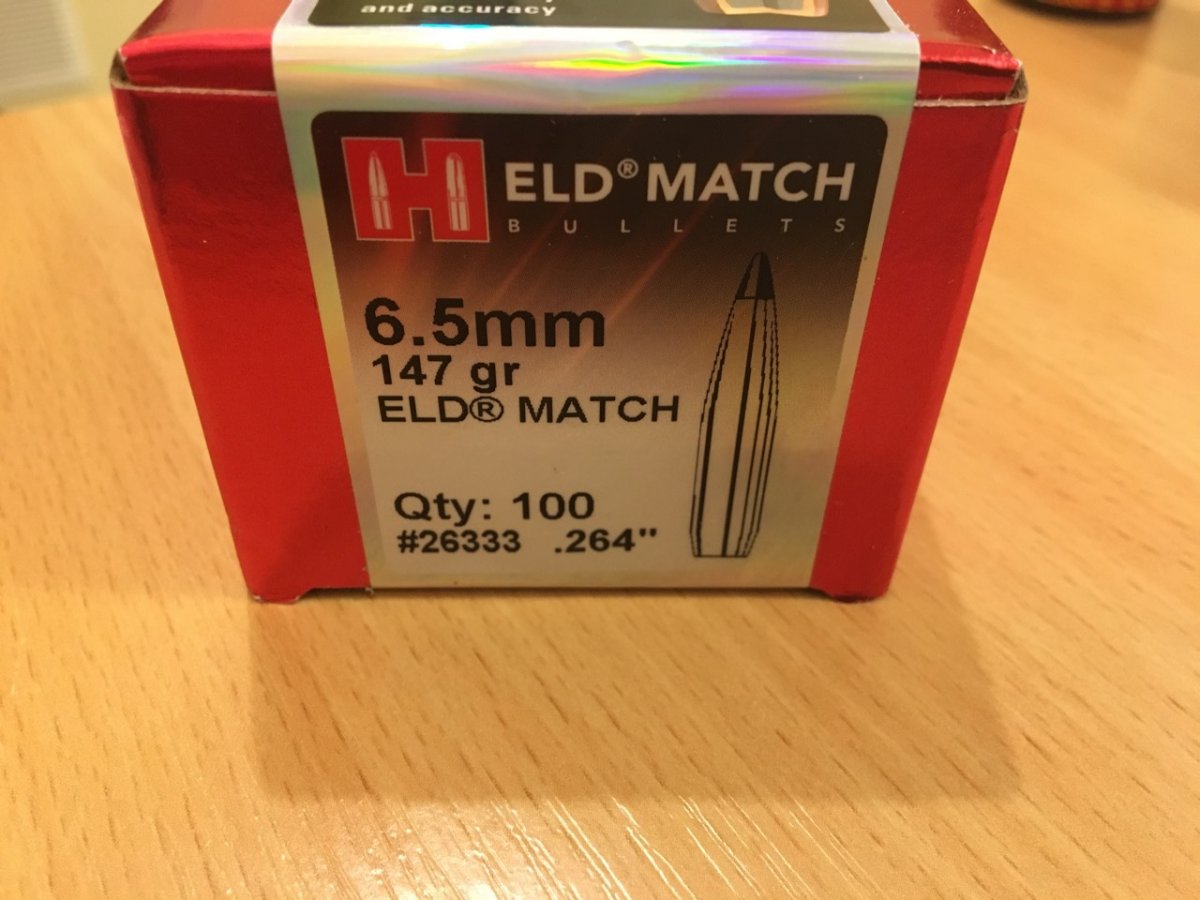 and accuracy
H ELD® MATCH
BULLETS
6.5mm
147 gr
ELD® MATCH
Qty: 100
#26333 .264"